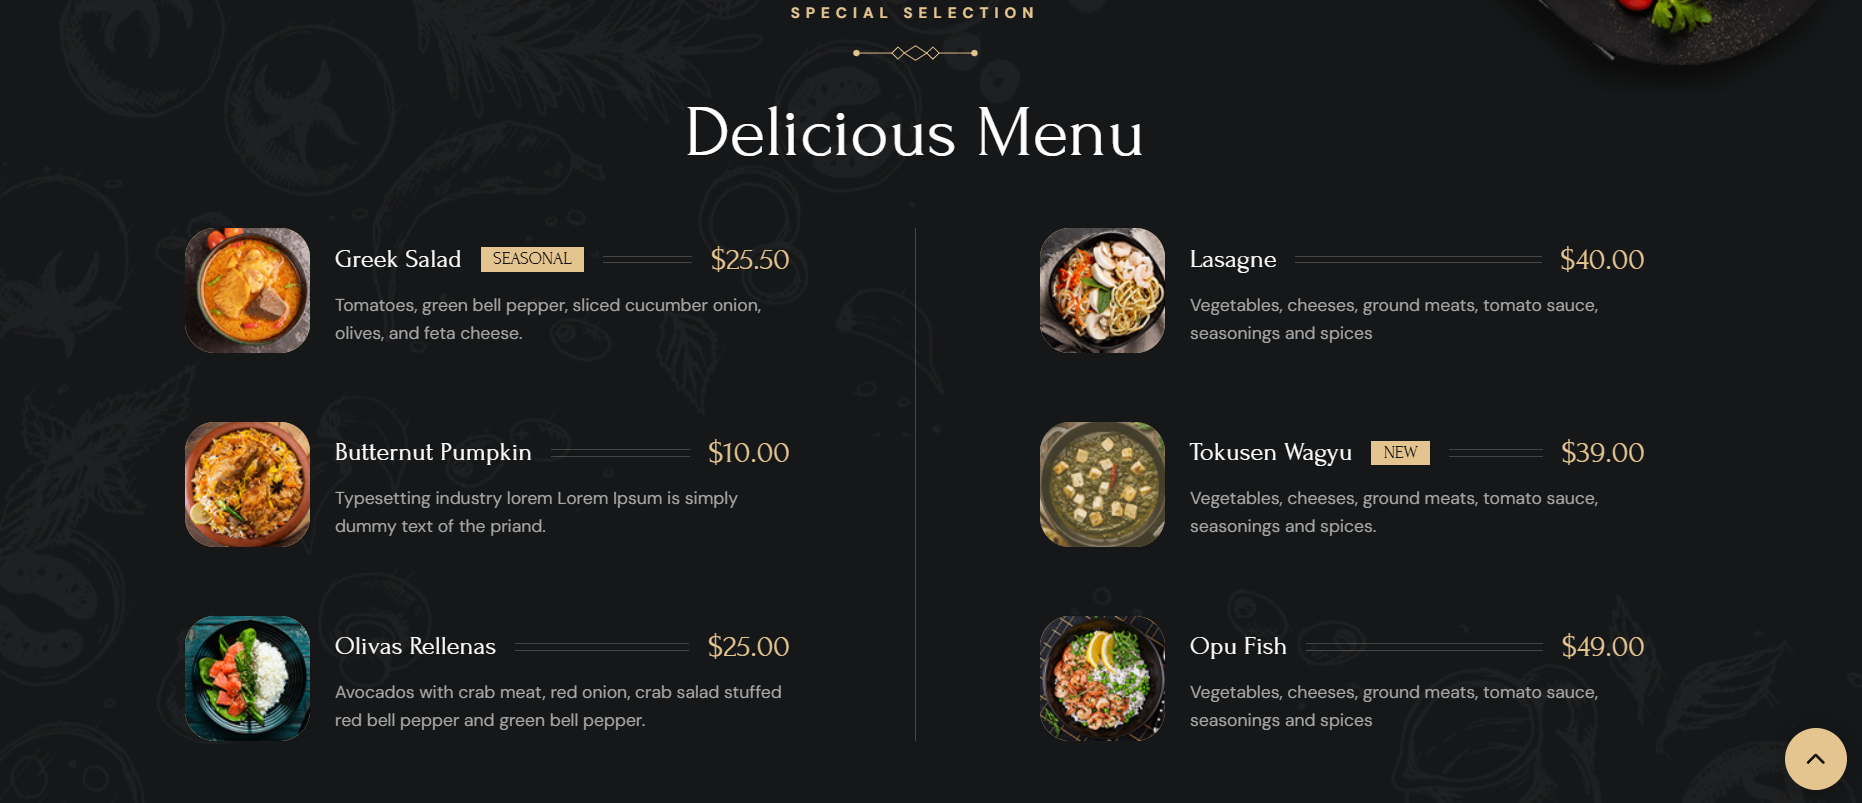 SPECIAL SELECTION
Delicious Menu
Greek Salad SEASONAL $25.50
Tomatoes, green bell pepper, sliced cucumber onion,
olives, and feta cheese.
Butternut Pumpkin $10.00
Typesetting industry lorem Lorem Ipsum is simply
dummy text of the priand.
Olivas Rellenas $25.00
Avocados with crab meat, red onion, crab salad stuffed
red bell pepper and green bell pepper.
Lasagne $40.00
Vegetables, cheeses, ground meats, tomato sauce,
seasonings and spices
Tokusen Wagyu NEW $39.00
Vegetables, cheeses, ground meats, tomato sauce,
seasonings and spices.
Opu Fish $49.00
Vegetables, cheeses, ground meats, tomato sauce,
seasonings and spices